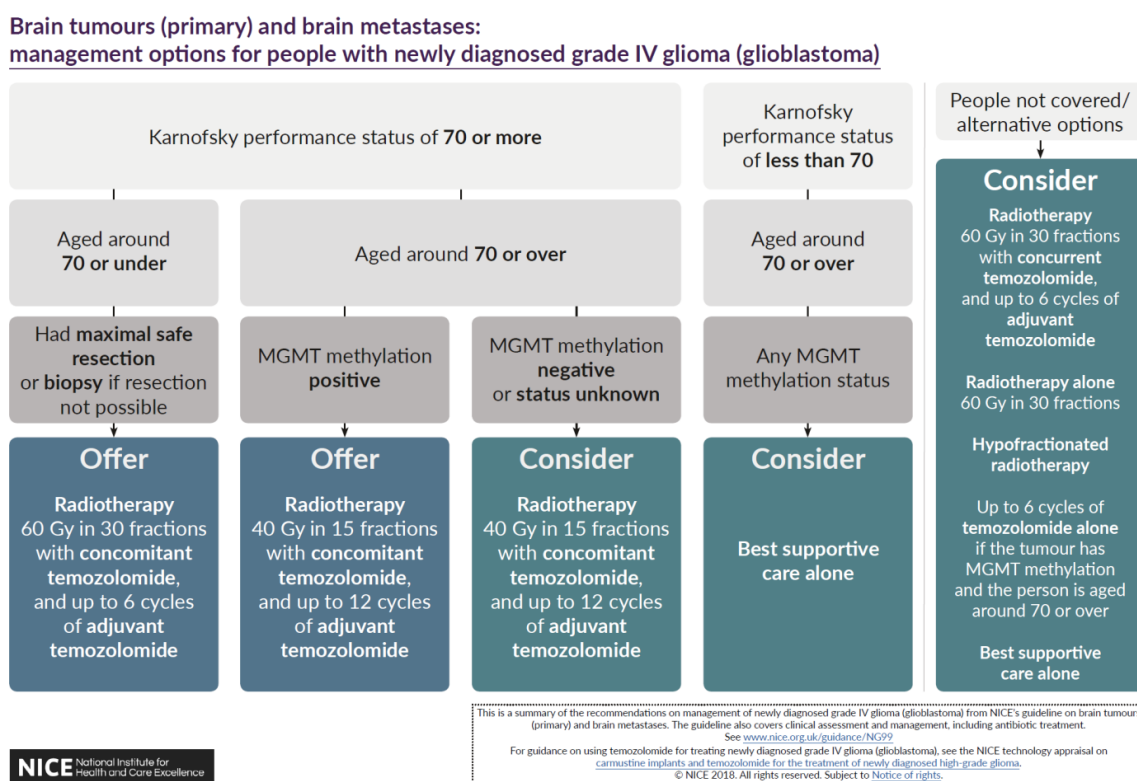 Brain tumours (primary) and brain metastases:
management options for people with newly diagnosed grade IV glioma (glioblastoma)
Karnofsky performance status of 70 or more
Aged around
70 or under
Had maximal safe
resection
or biopsy if resection
not possible
Offer
Radiotherapy
60 Gy in 30 fractions
with concomitant
temozolomide,
and up to 6 cycles
of adjuvant
temozolomide
Aged around 70 or over
MGMT methylation
positive
Offer
Radiotherapy
40 Gy in 15 fractions
with concomitant
temozolomide,
and up to 12 cycles
of adjuvant
temozolomide
MGMT methylation
negative
or status unknown
Consider
Radiotherapy
40 Gy in 15 fractions
with concomitant
temozolomide,
and up to 12 cycles
of adjuvant
temozolomide
Karnofsky
performance status
of less than 70
Aged around
70 or over
Any MGMT
methylation status
Consider
Best supportive
care alone
People not covered/
alternative options
Consider
Radiotherapy
60 Gy in 30 fractions
with concurrent
temozolomide,
and up to 6 cycles of
adjuvant
temozolomide
Radiotherapy alone
60 Gy in 30 fractions
Hypofractionated
radiotherapy
Up to 6 cycles of
temozolomide alone
if the tumour has
MGMT methylation
and the person is aged
around 70 or over
Best supportive
care alone
This is a summary of the recommendations on management of newly diagnosed grade IV glioma (glioblastoma) from NICE's guideline on brain tumours
(primary) and brain metastases. The guideline also covers clinical assessment and management, including antibiotic treatment.
See www.nice.org.uk/guidance/NG99
For guidance on using temozolomide for treating newly diagnosed grade IV glioma (glioblastoma), see the NICE technology appraisal on
carmustine implants and temozolomide for the treatment of newly diagnosed high-grade glioma.
© NICE 2018. All rights reserved. Subject to Notice of rights.
NICE National Institute for
Health and Care Excellence